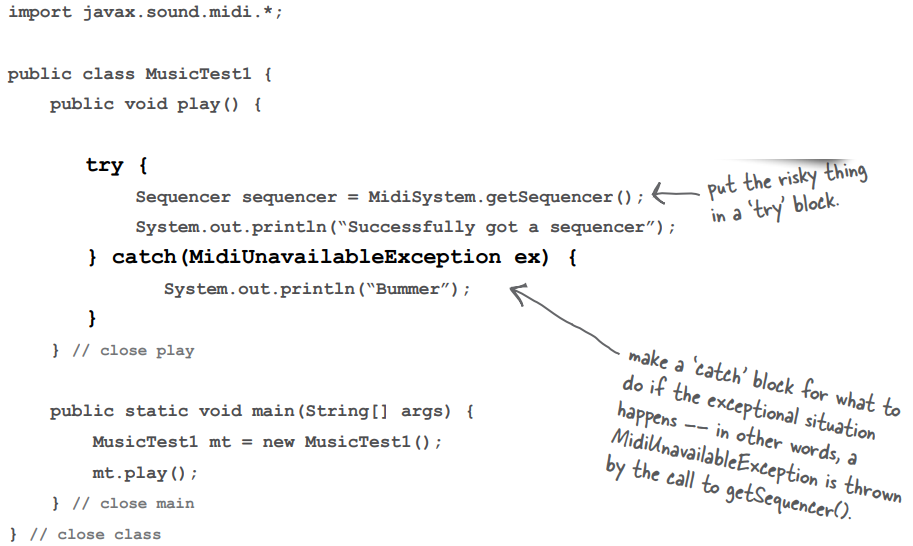 import javax.sound.midi.*;
public class MusicTest1 {
public void play() {
try {
Sequencer sequencer = MidiSystem.getSequencer();
System.out.println(“Successfully got a sequencer”);
} catch(MidiUnavailableException ex) {
System.out.println(“Bummer”);
}
} // close play
public static void main(String[] args) {
MusicTest1 mt = new MusicTest1();
mt.play();
} // close main
} // close class
put the risky thing
in a ‘try’ block.
make a ‘catch’ block for what to
do if the exceptional situation
happens –– in other words, a
MidiUnavailableException is thrown
by the call to getSequencer().